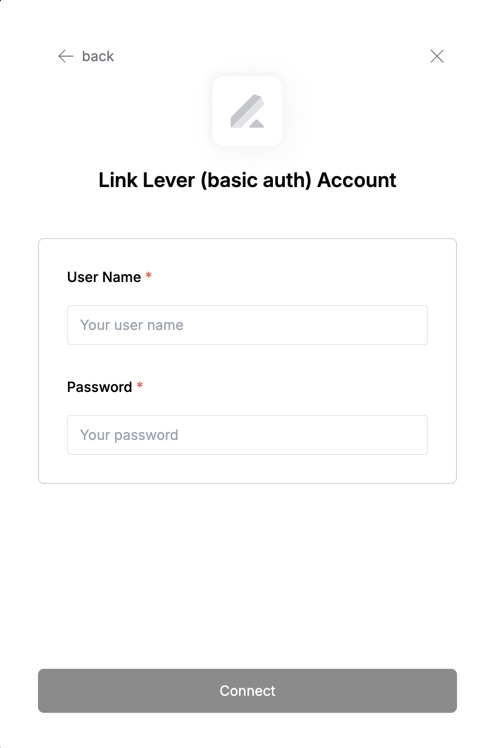 back
Link Lever (basic auth) Account
User Name *
Your user name
Password *
Your password
Connect